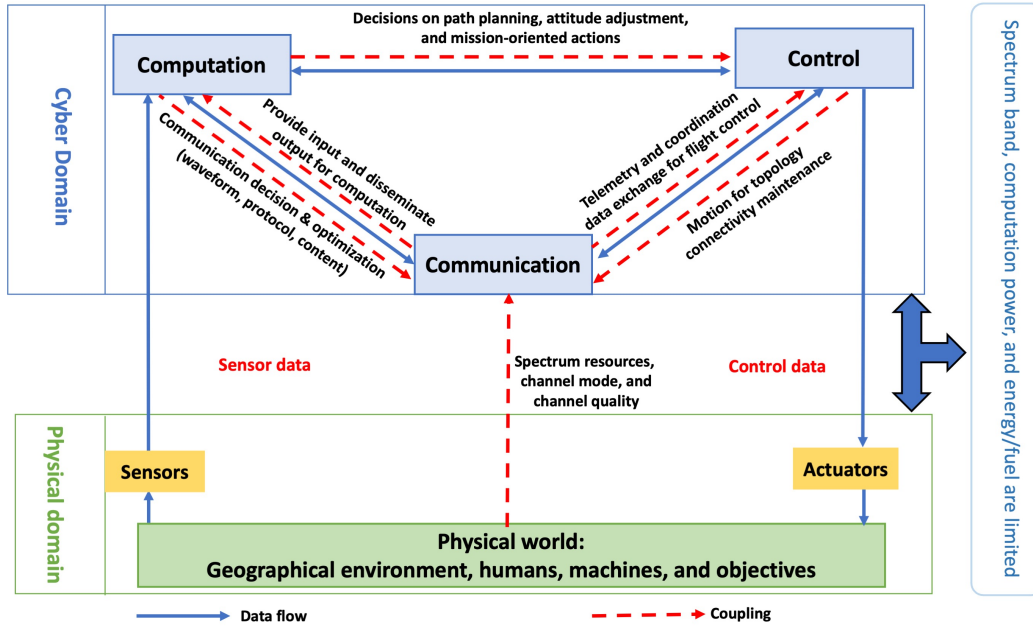 Decisions on path planning, attitude adjustment,
and mission-oriented actions
Cyber Domain
Computation
Control
Provide input and disseminate
output for computation
Communication decision & optimization
(waveform, protocol, content)
Telemetry and coordination
data exchange for flight control
Motion for topology
connectivity maintenance
Communication
Sensor data
Spectrum resources,
channel mode, and
channel quality
Control data
Spectrum band, computation power, and energy/fuel are limited
Physical domain
Sensors
Actuators
Physical world:
Geographical environment, humans, machines, and objectives
Data flow
Coupling